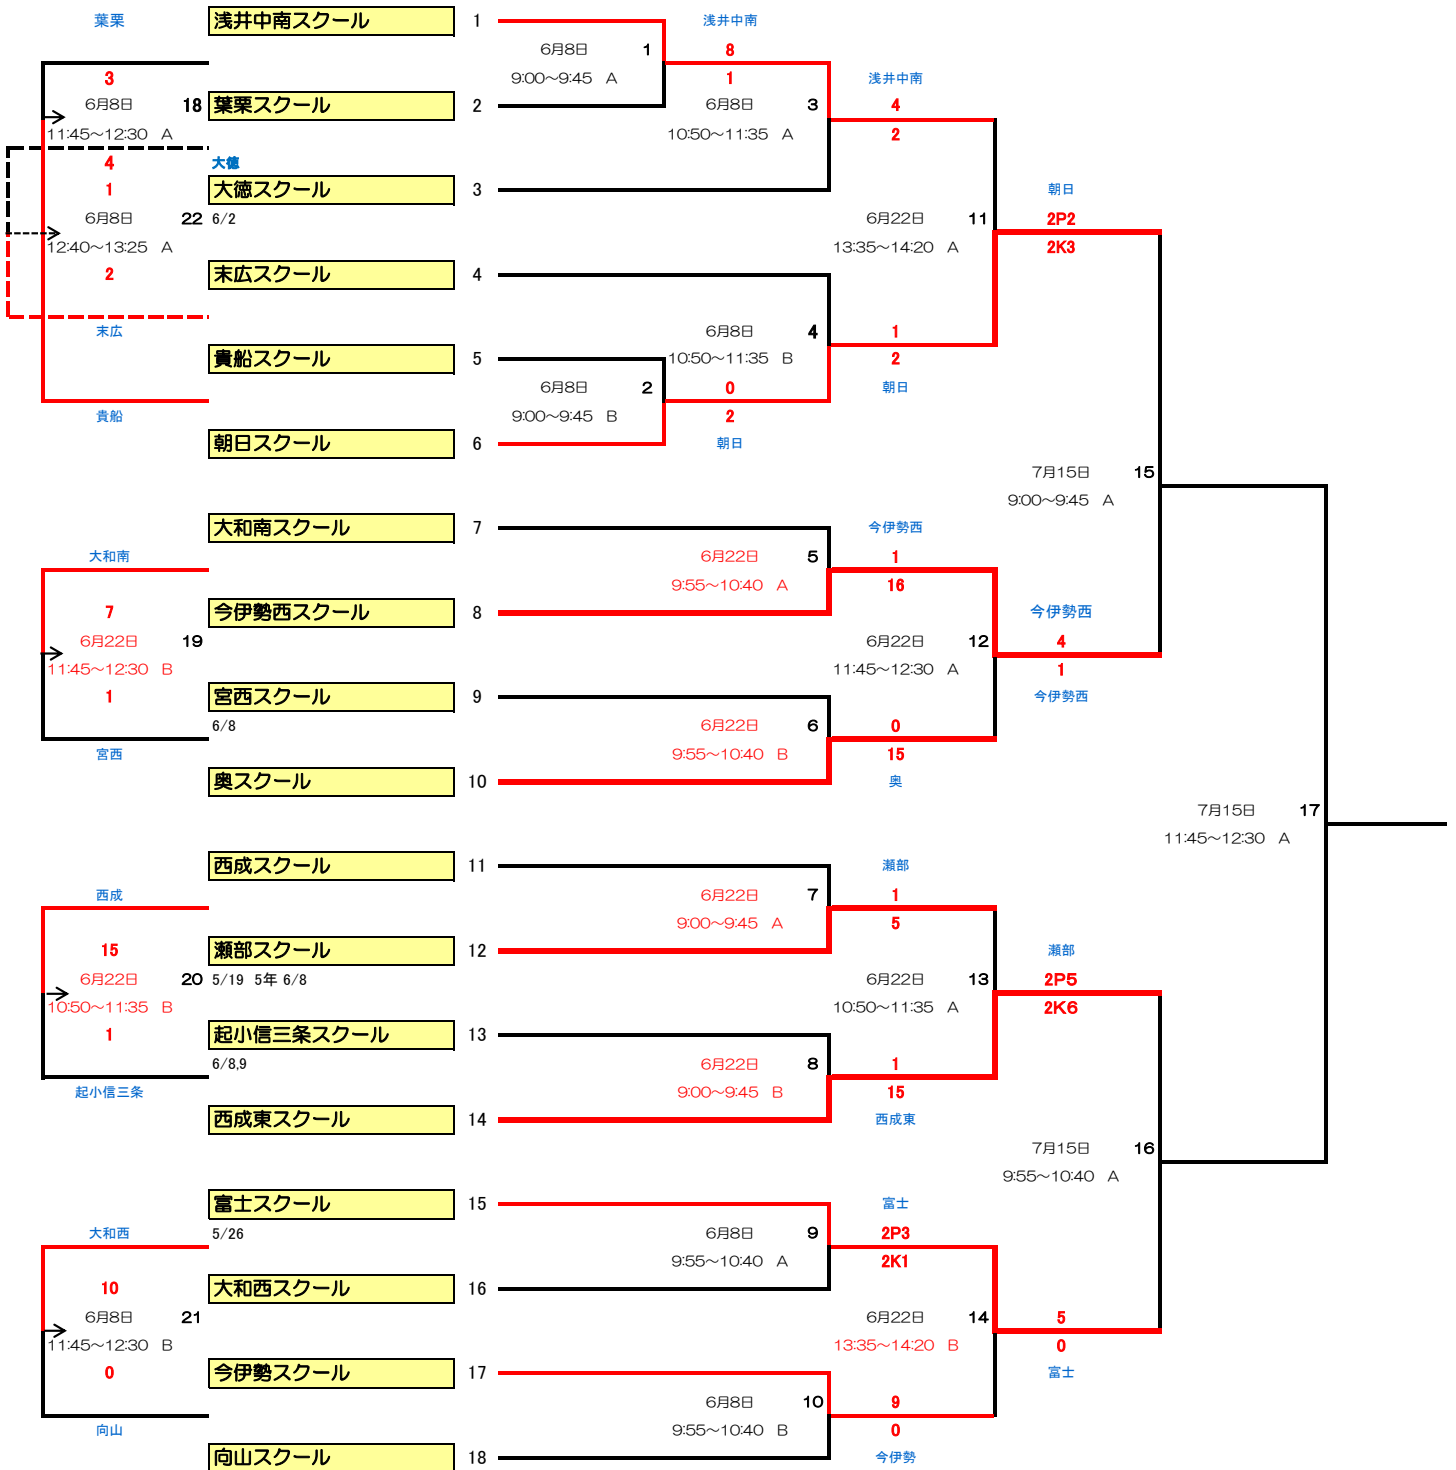 葉栗
浅井中南スクール
1
浅井中南
6月8日
1
8
9:00～9:45 A
3
1
浅井中南
6月8日
18
葉栗スクール
2
6月8日
3
4
11:45～12:30 A
10:50～11:35 A
2
4
大徳
1
大徳スクール
3
朝日
6月8日
22
6/2
6月22日
11
2P2
12:40～13:25 A
13:35～14:20 A
2K3
2
末広スクール
4
末広
6月8日
4
1
貴船スクール
5
10:50～11:35 B
2
6月8日
2
0
朝日
貴船
9:00～9:45 B
2
朝日スクール
6
朝日
7月15日
15
9:00～9:45 A
大和南スクール
7
今伊勢西
大和南
6月22日
5
1
9:55～10:40 A
16
7
今伊勢西スクール
8
今伊勢西
6月22日
19
6月22日
12
4
11:45～12:30 B
11:45～12:30 A
1
1
宮西スクール
9
今伊勢西
6/8
6月22日
6
0
宮西
9:55～10:40 B
15
奥スクール
10
奥
7月15日
17
11:45～12:30 A
西成スクール
11
瀬部
西成
6月22日
7
1
9:00～9:45 A
5
15
瀬部スクール
12
瀬部
6月22日
20
5/19 5年 6/8
6月22日
13
2P5
10:50～11:35 B
10:50～11:35 A
2K6
1
起小信三条スクール
13
6/8,9
6月22日
8
1
起小信三条
9:00～9:45 B
15
西成東スクール
14
西成東
7月15日
16
9:55～10:40 A
富士スクール
15
富士
大和西
5/26
6月8日
9
2P3
9:55～10:40 A
2K1
10
大和西スクール
16
6月8日
21
6月22日
14
5
11:45～12:30 B
13:35～14:20 B
0
0
今伊勢スクール
17
富士
6月8日
10
9
向山
9:55～10:40 B
0
向山スクール
18
今伊勢